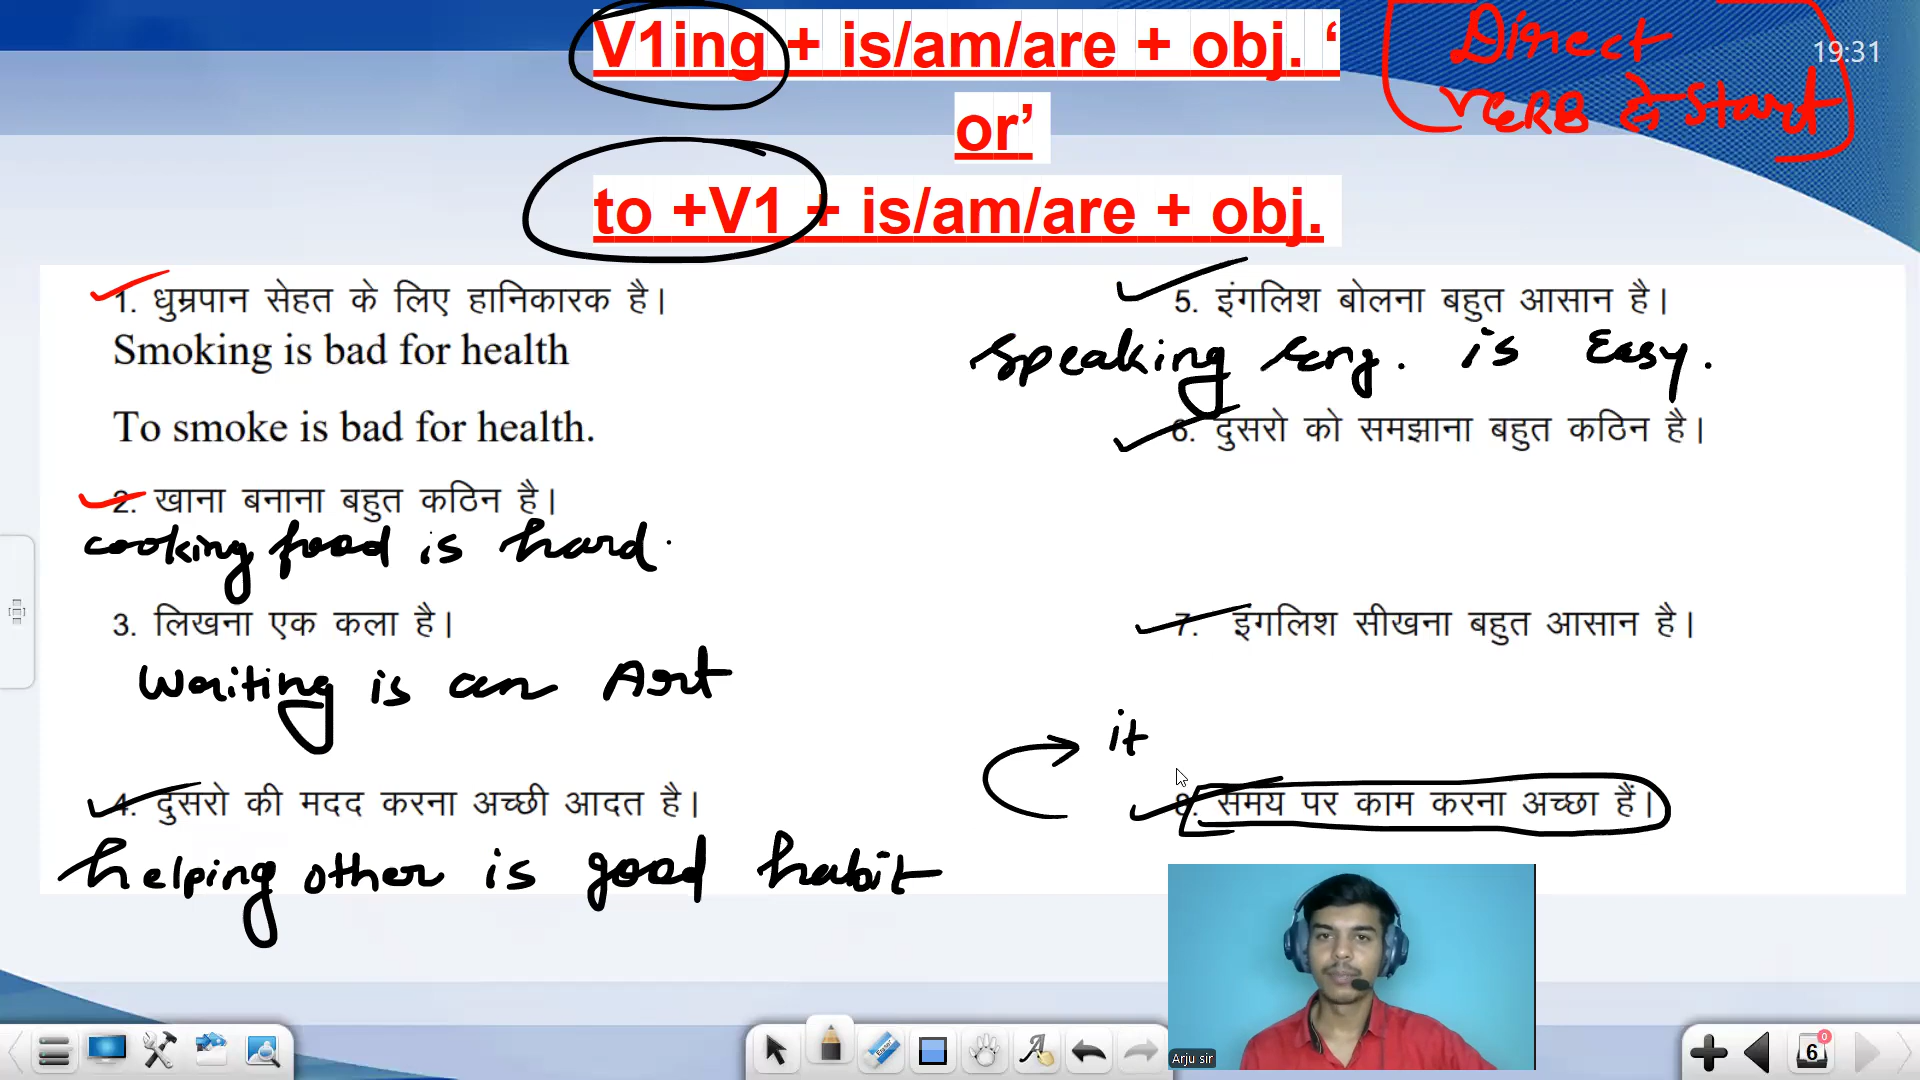 V1ing + is/am/are + obj. ‘
or’
to +V1 + is/am/are + obj.
Direct
VERB से start
19:31
1. धुम्रपान सेहत के लिए हानिकारक है।
Smoking is bad for health
To smoke is bad for health.
2. खाना बनाना बहुत कठिन है।
cooking food is hard.
3. लिखना एक कला है।
Writing is an Art
4. दुसरो की मदद करना अच्छी आदत है।
helping other is good habit
5. इंगलिश बोलना बहुत आसान है।
Speaking Eng. is Easy.
6. दुसरो को समझाना बहुत कठिन है।
7. इंगलिश सीखना बहुत आसान है।
it
8. समय पर काम करना अच्छा हैं।
Arju sir
Eraser
A
6
0